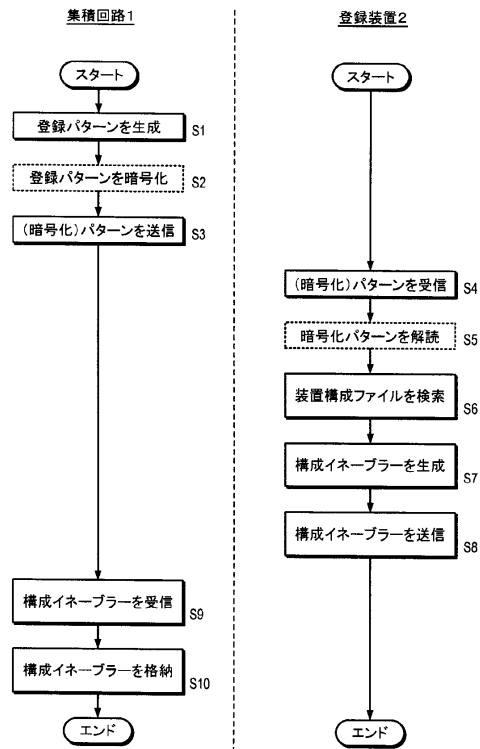 集積回路1
スタート
登録パターンを生成 S1
登録パターンを暗号化 S2
(暗号化)パターンを送信 S3
構成イネーブラーを受信 S9
構成イネーブラーを格納 S10
エンド
登録装置2
スタート
(暗号化)パターンを受信 S4
暗号化パターンを解読 S5
装置構成ファイルを検索 S6
構成イネーブラーを生成 S7
構成イネーブラーを送信 S8
エンド